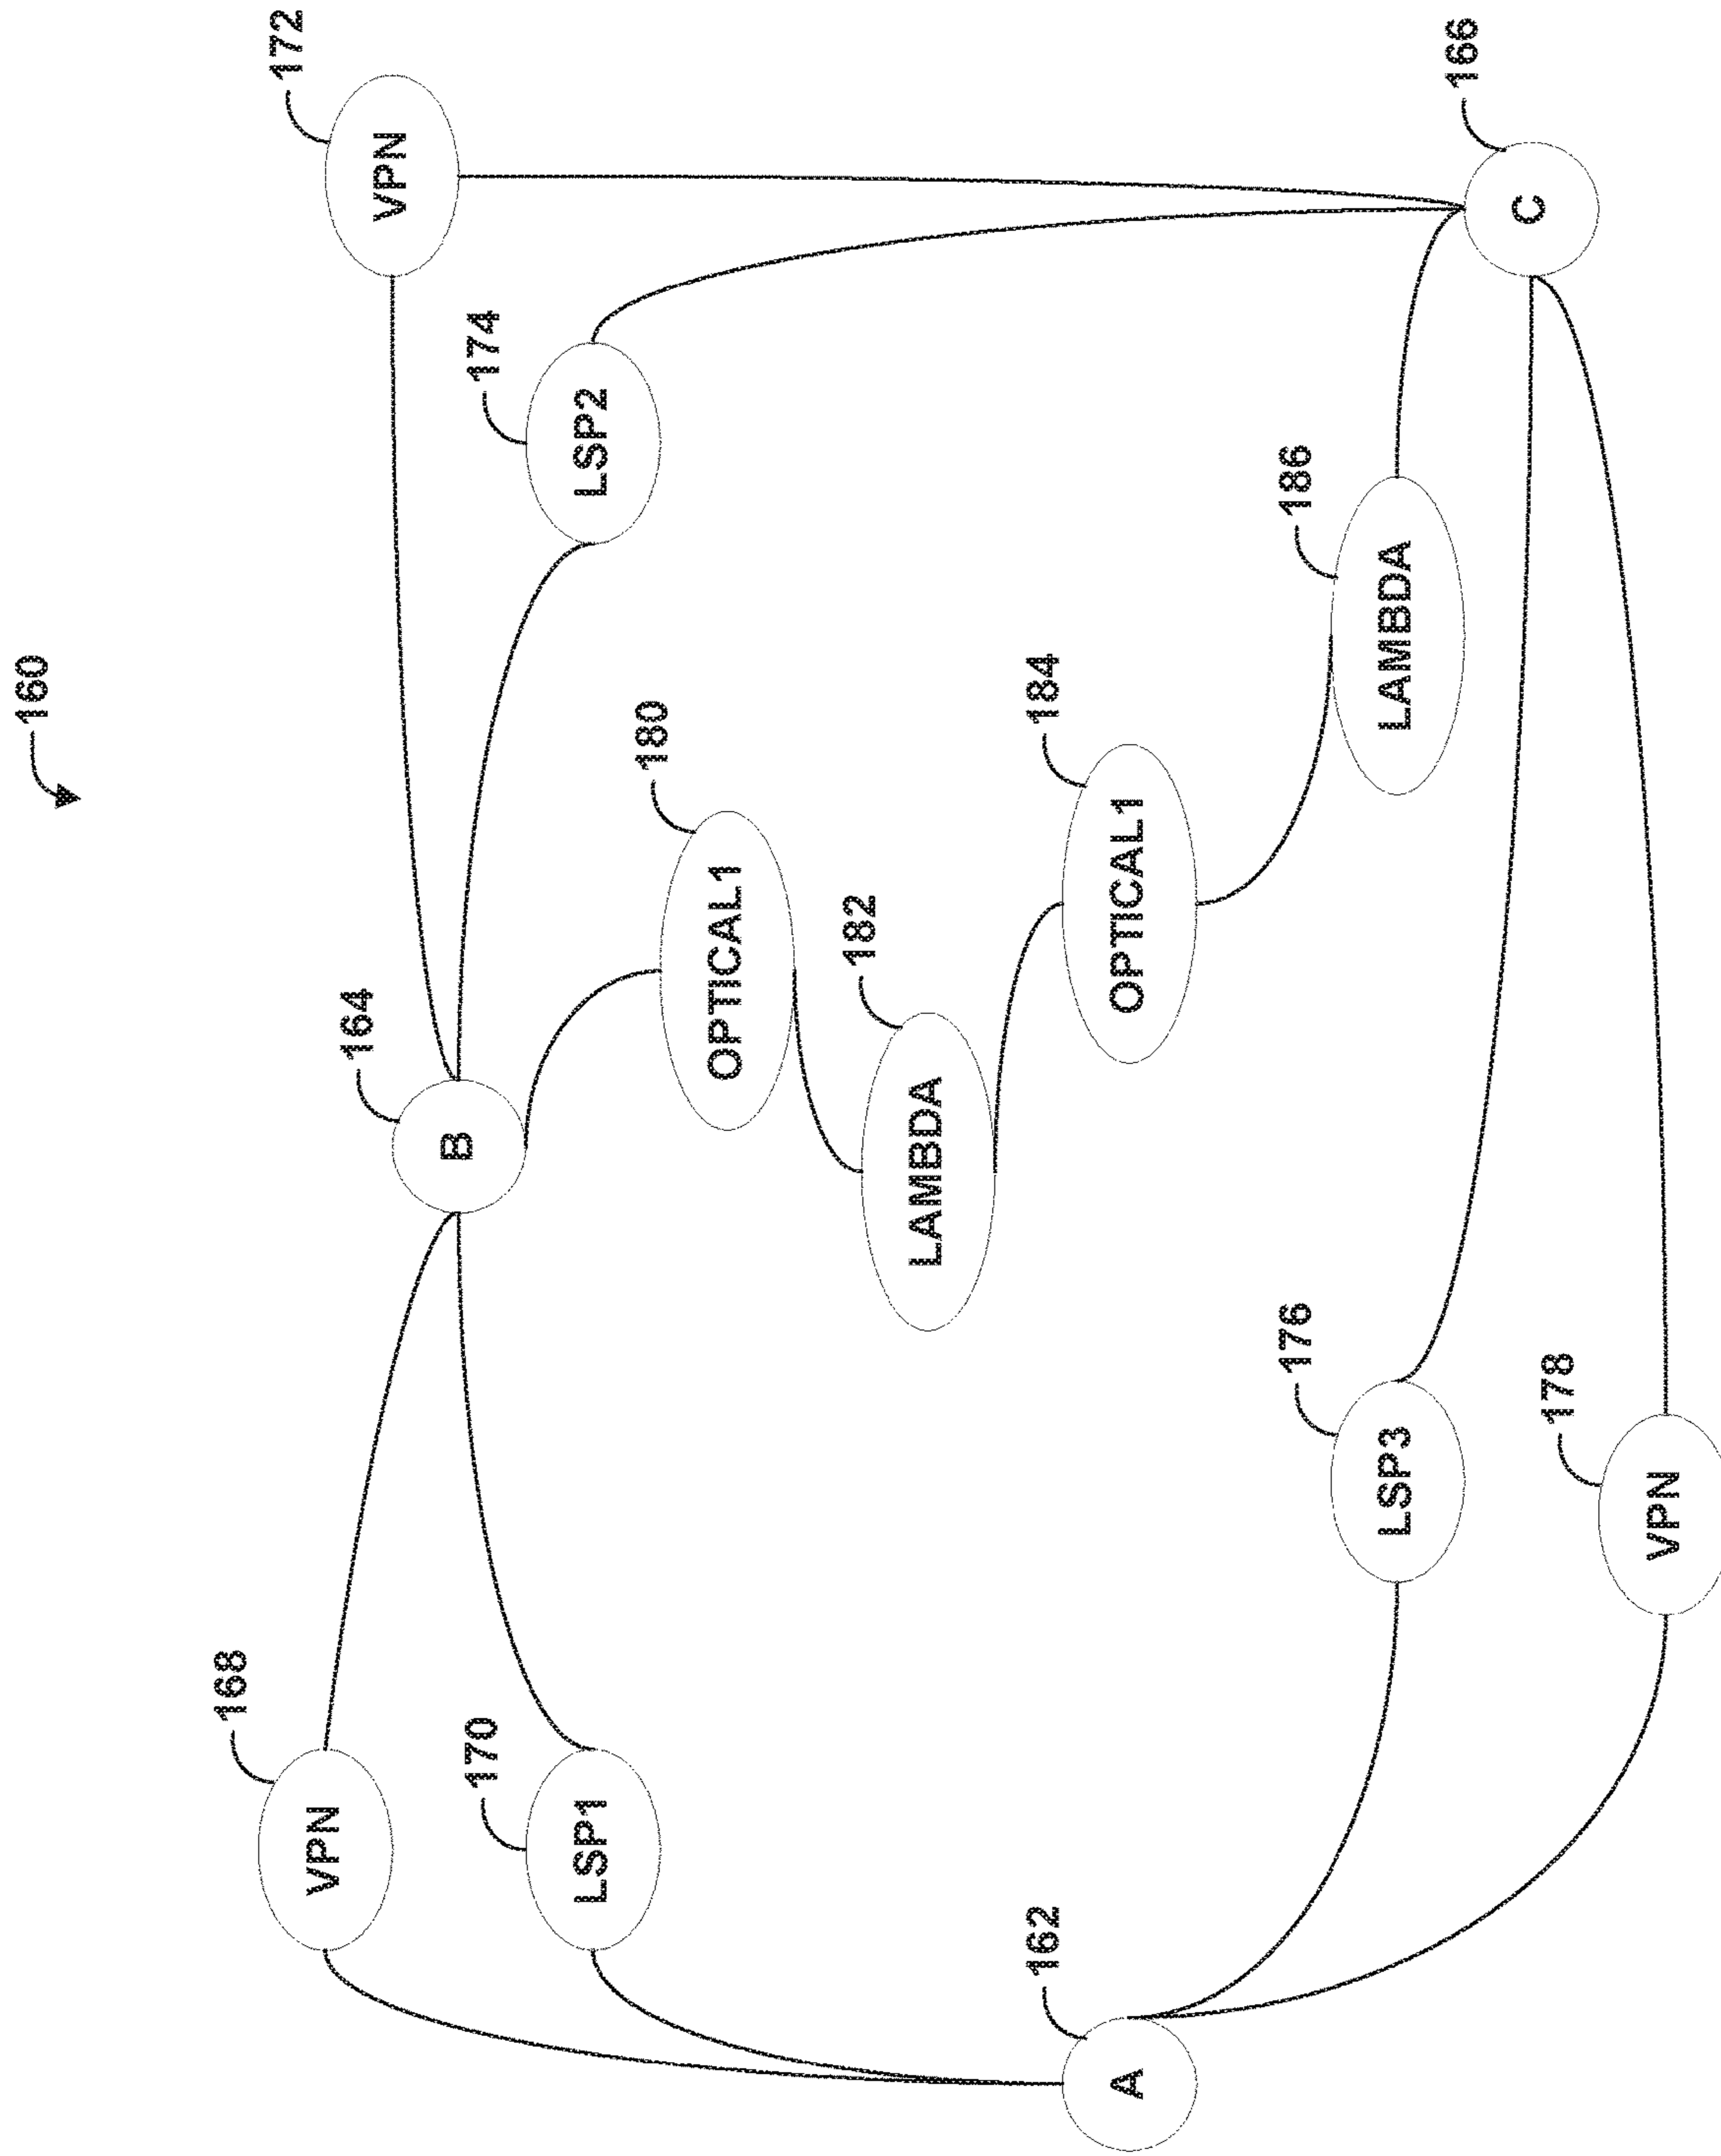 160
172
VPN
164
B
174
LSP2
168
VPN
170
LSP1
180
OPTICAL1
182
LAMBDA
184
OPTICAL1
186
LAMBDA
162
A
176
LSP3
166
C
178
VPN